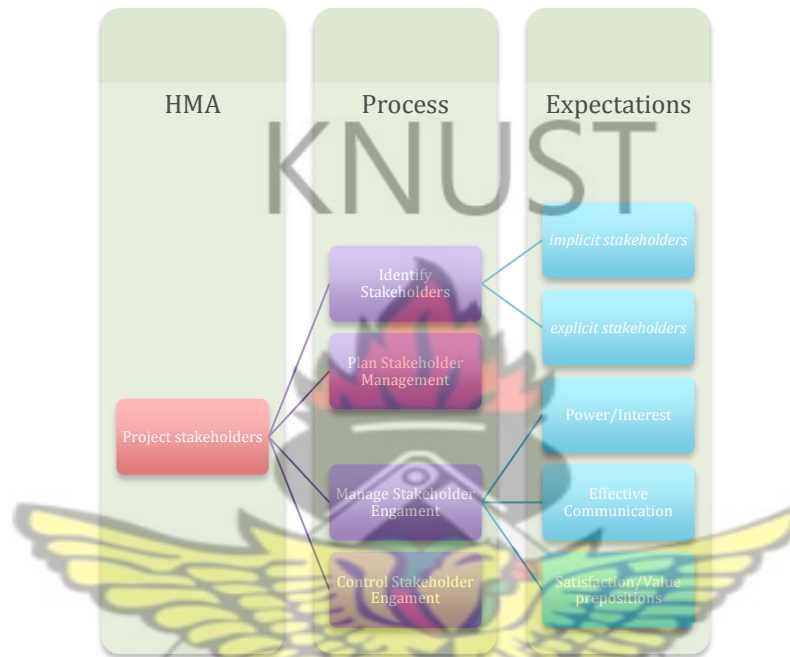 HMA
Process
Expectations
KNUST
implicit stakeholders
Identify
Stakeholders
explicit stakeholders
Plan Stakeholder
Management
Project stakeholders
Power/Interest
Manage Stakeholder
Engament
Effective
Communication
Control Stakeholder
Engament
Satisfaction/Value
prepositions